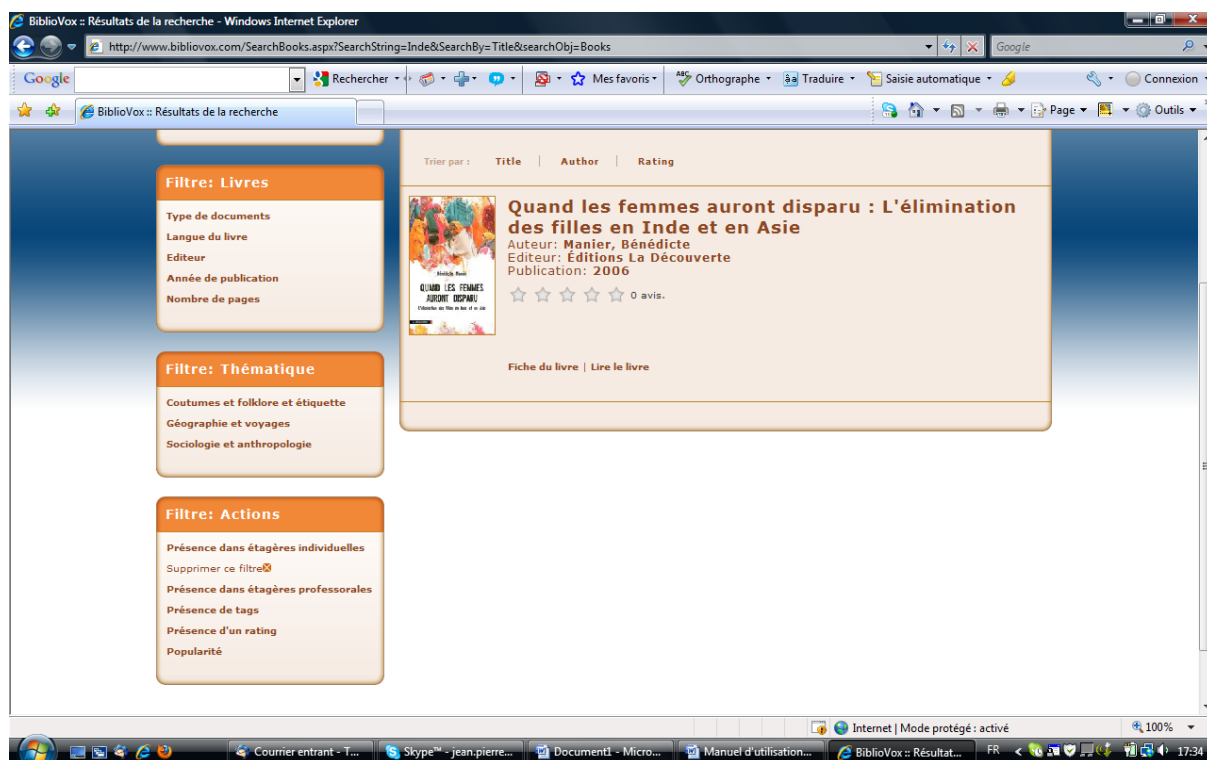 BiblioVox :: Résultats de la recherche - Windows Internet Explorer
http://www.bibliovox.com/SearchBooks.aspx?SearchString=Inde&SearchBy=Title&searchObj=Books
Google
Google Rechercher Mes favoris Orthographe Traduire Saisie automatique Connexion
BiblioVox :: Résultats de la recherche Page Outils
Trier par : Title | Author | Rating
Filtre: Livres
Type de documents
Langue du livre
Editeur
Année de publication
Nombre de pages
Quand les femmes auront disparu : L'élimination
des filles en Inde et en Asie
Auteur: Manier, Bénédicte
Editeur: Éditions La Découverte
Publication: 2006
0 avis.
QUAND LES FEMMES
AURONT DISPARU
Fiche du livre | Lire le livre
Filtre: Thématique
Coutumes et folklore et étiquette
Géographie et voyages
Sociologie et anthropologie
Filtre: Actions
Présence dans étagères individuelles
Supprimer ce filtre
Présence dans étagères professorales
Présence de tags
Présence d'un rating
Popularité
Internet | Mode protégé : activé 100%
Courrier entrant - T... Skype™ - jean.pierre... Document1 - Micro... Manuel d'utilisation... BiblioVox :: Résultat... FR 17:34